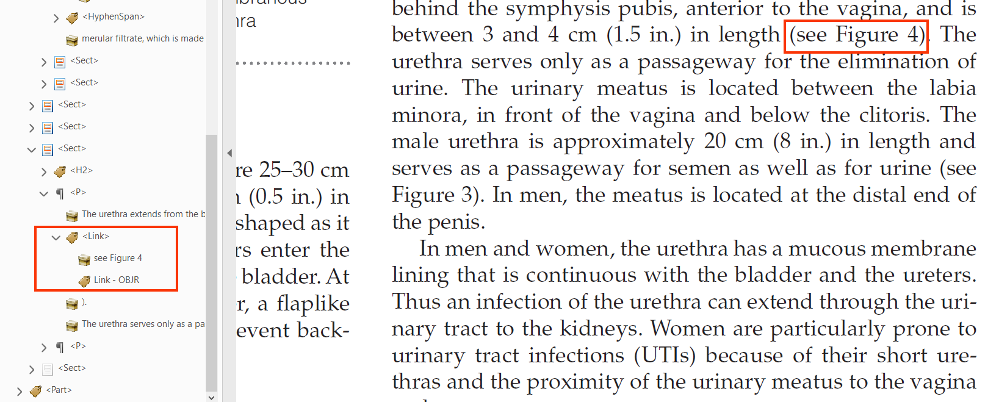 <HyphenSpan>
merular filtrate, which is made
<Sect>
<Sect>
<Sect>
<Sect>
<Sect>
<H2>
<P>
The urethra extends from the b
<Link>
see Figure 4
Link - OBJR
).
The urethra serves only as a pa
<P>
<Sect>
<Part>
branous
hra
re 25–30 cm
(0.5 in.) in
shaped as it
rs enter the
bladder. At
r, a flaplike
event back-
behind the symphysis pubis, anterior to the vagina, and is
between 3 and 4 cm (1.5 in.) in length (see Figure 4). The
urethra serves only as a passageway for the elimination of
urine. The urinary meatus is located between the labia
minora, in front of the vagina and below the clitoris. The
male urethra is approximately 20 cm (8 in.) in length and
serves as a passageway for semen as well as for urine (see
Figure 3). In men, the meatus is located at the distal end of
the penis.
In men and women, the urethra has a mucous membrane
lining that is continuous with the bladder and the ureters.
Thus an infection of the urethra can extend through the uri-
nary tract to the kidneys. Women are particularly prone to
urinary tract infections (UTIs) because of their short ure-
thras and the proximity of the urinary meatus to the vagina